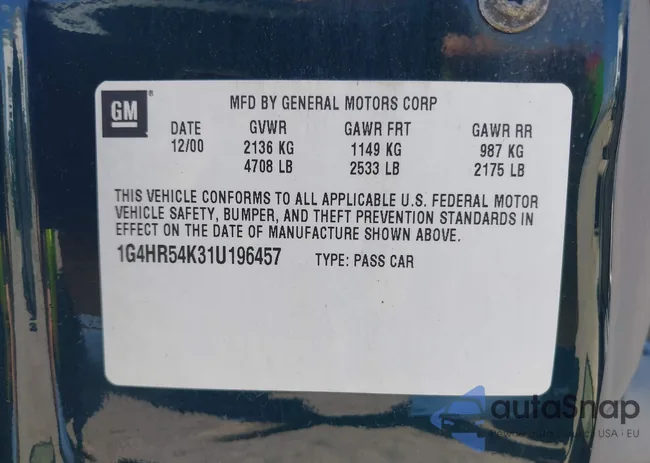 GM
MFD BY GENERAL MOTORS CORP
DATE GVWR GAWR FRT GAWR RR
12/00 2136 KG 1149 KG 987 KG
4708 LB 2533 LB 2175 LB
THIS VEHICLE CONFORMS TO ALL APPLICABLE U.S. FEDERAL MOTOR
VEHICLE SAFETY, BUMPER, AND THEFT PREVENTION STANDARDS IN
EFFECT ON THE DATE OF MANUFACTURE SHOWN ABOVE.
1G4HR54K31U196457 TYPE: PASS CAR
autoSnap
USA · EU